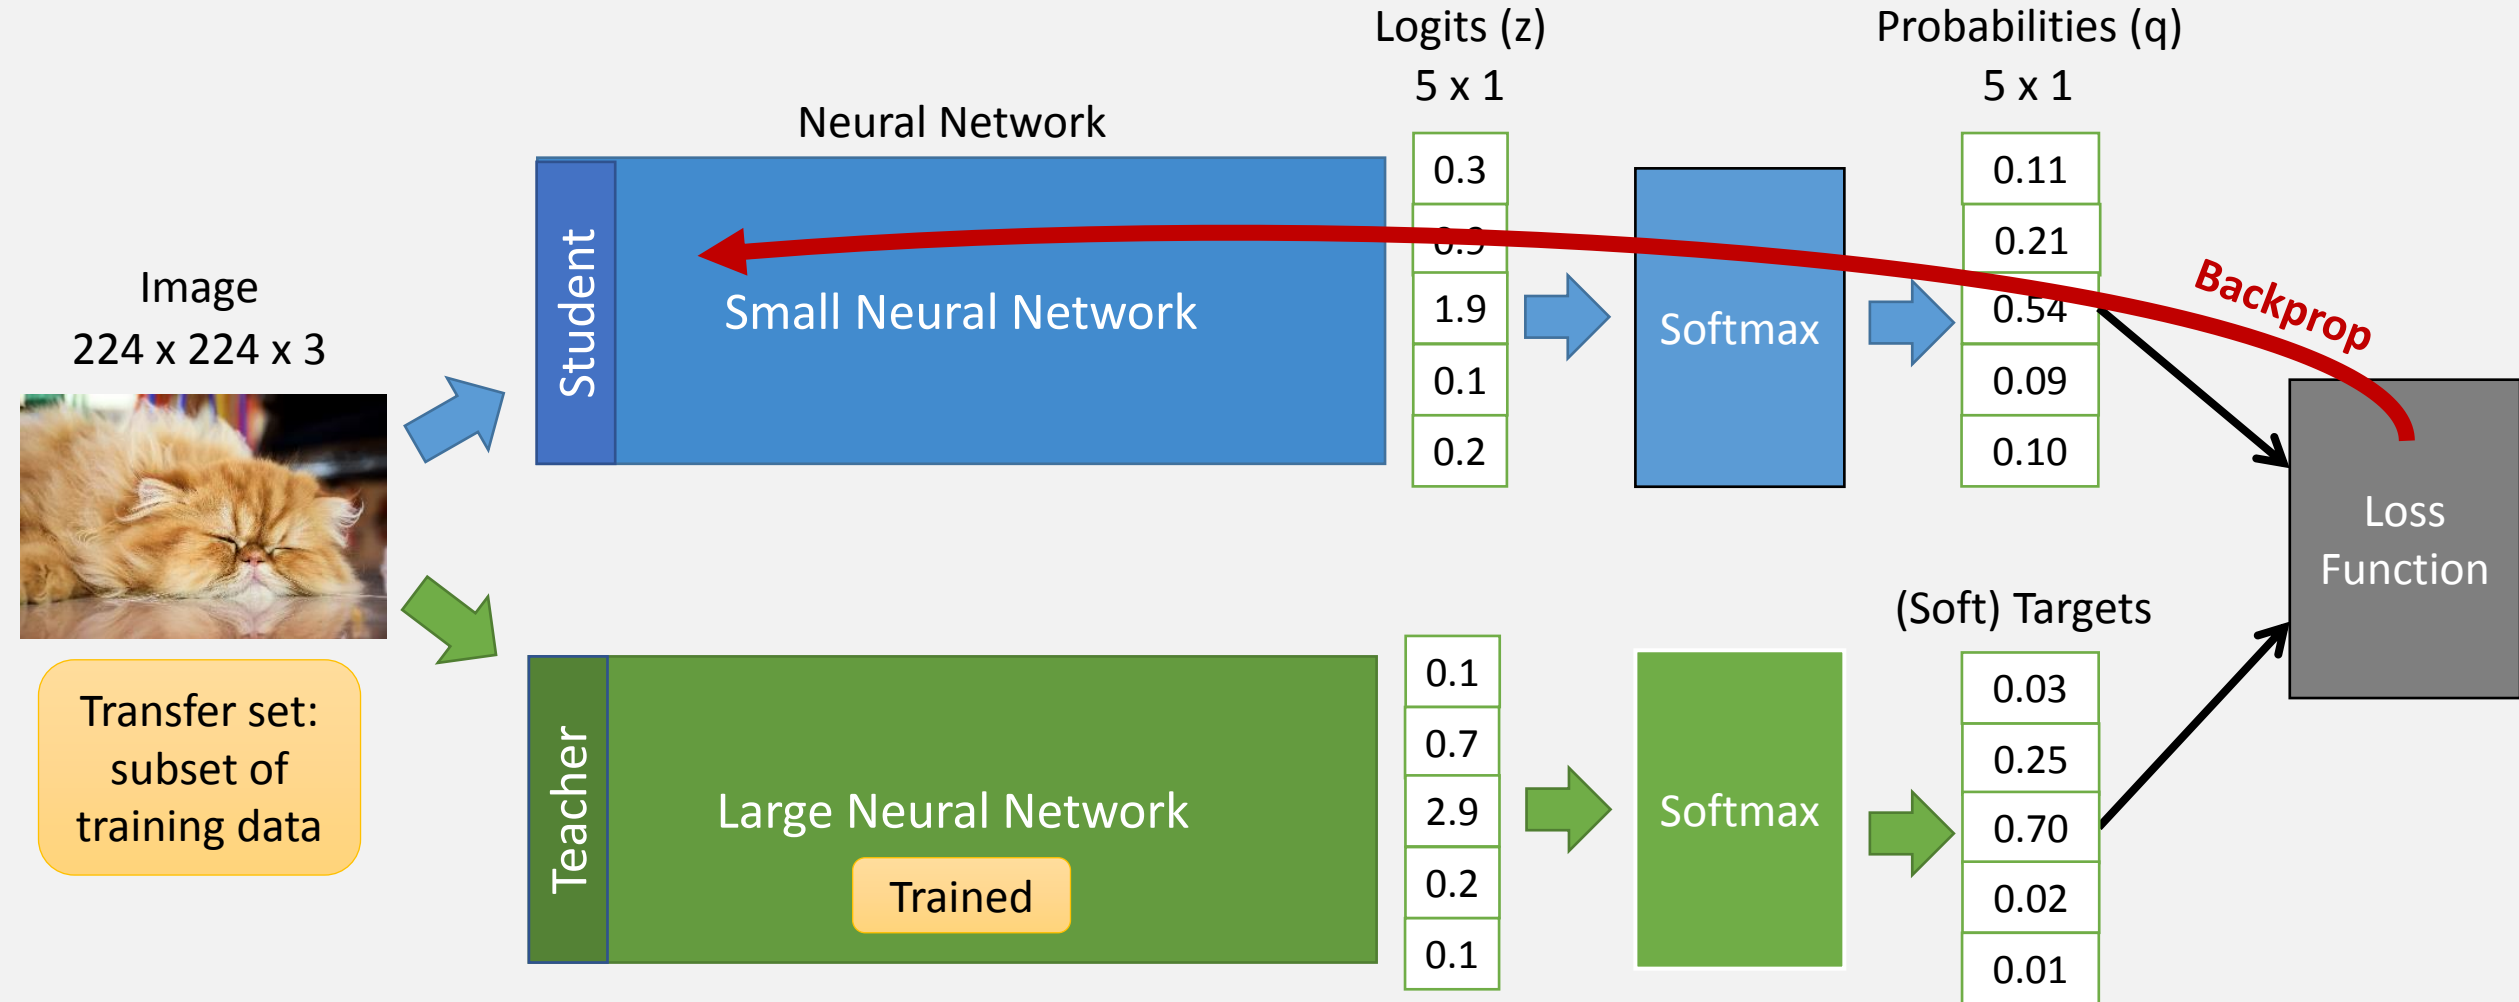 Logits (z)
5 x 1
Probabilities (q)
5 x 1
Neural Network
Image
224 x 224 x 3
Student
Small Neural Network
0.3
0.9
1.9
0.1
0.2
Softmax
0.11
0.21
0.54
0.09
0.10
Backprop
Loss
Function
Transfer set:
subset of
training data
Teacher
Large Neural Network
Trained
0.1
0.7
2.9
0.2
0.1
Softmax
(Soft) Targets
0.03
0.25
0.70
0.02
0.01